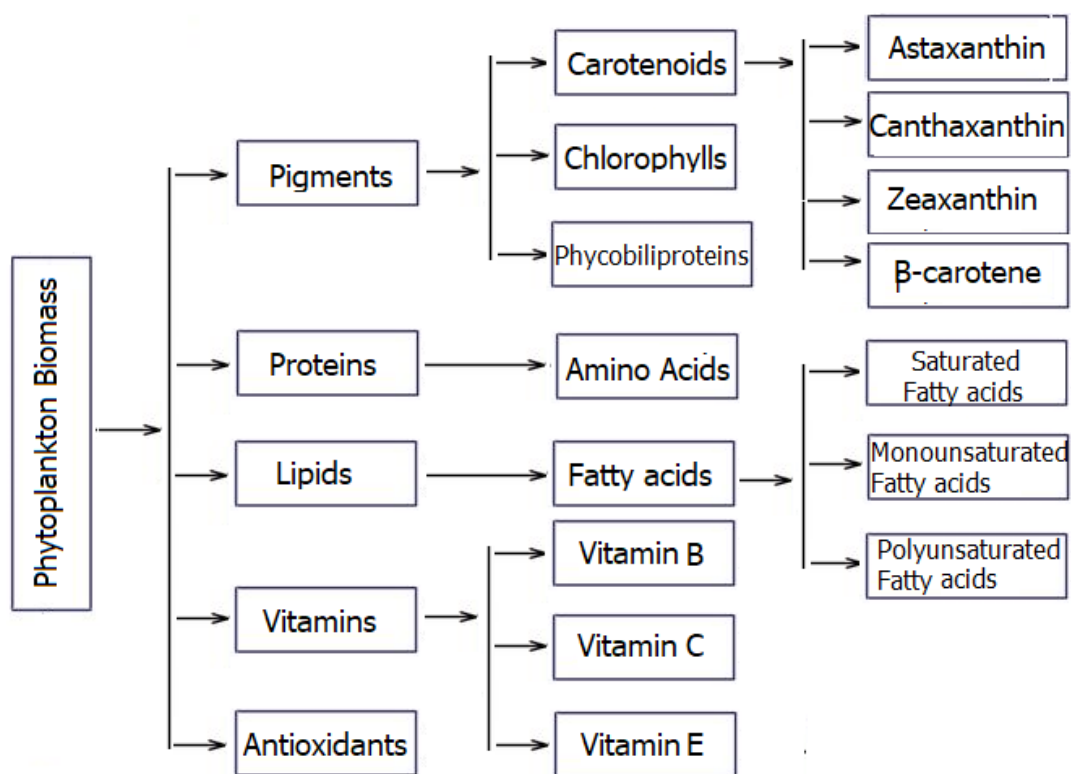 Phytoplankton Biomass
Pigments
Proteins
Lipids
Vitamins
Antioxidants
Carotenoids
Chlorophylls
Phycobiliproteins
Amino Acids
Fatty acids
Vitamin B
Vitamin C
Vitamin E
Astaxanthin
Canthaxanthin
Zeaxanthin
β-carotene
Saturated
Fatty acids
Monounsaturated
Fatty acids
Polyunsaturated
Fatty acids